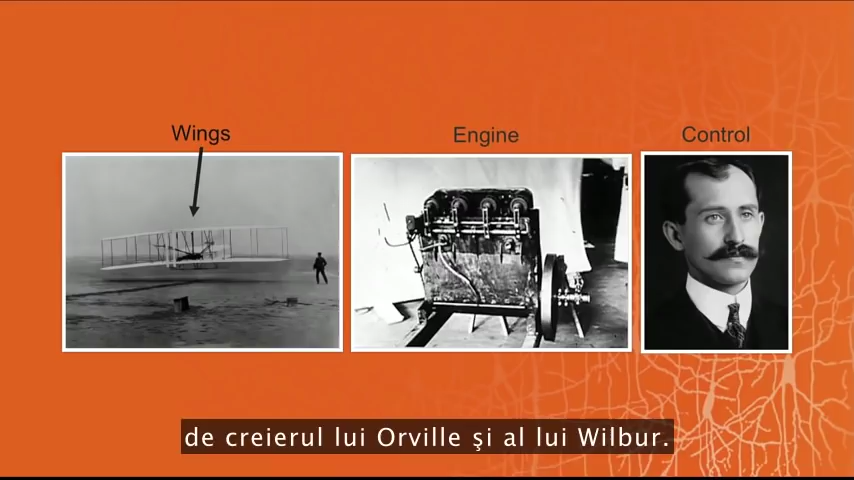 Wings
Engine
Control
de creierul lui Orville şi al lui Wilbur.